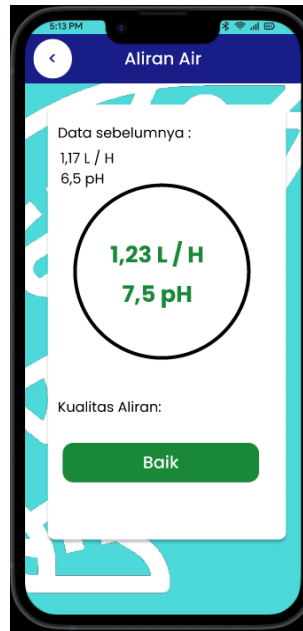 5:13 PM
Aliran Air
Data sebelumnya :
1,17 L / H
6,5 pH
1,23 L / H
7,5 pH
Kualitas Aliran:
Baik